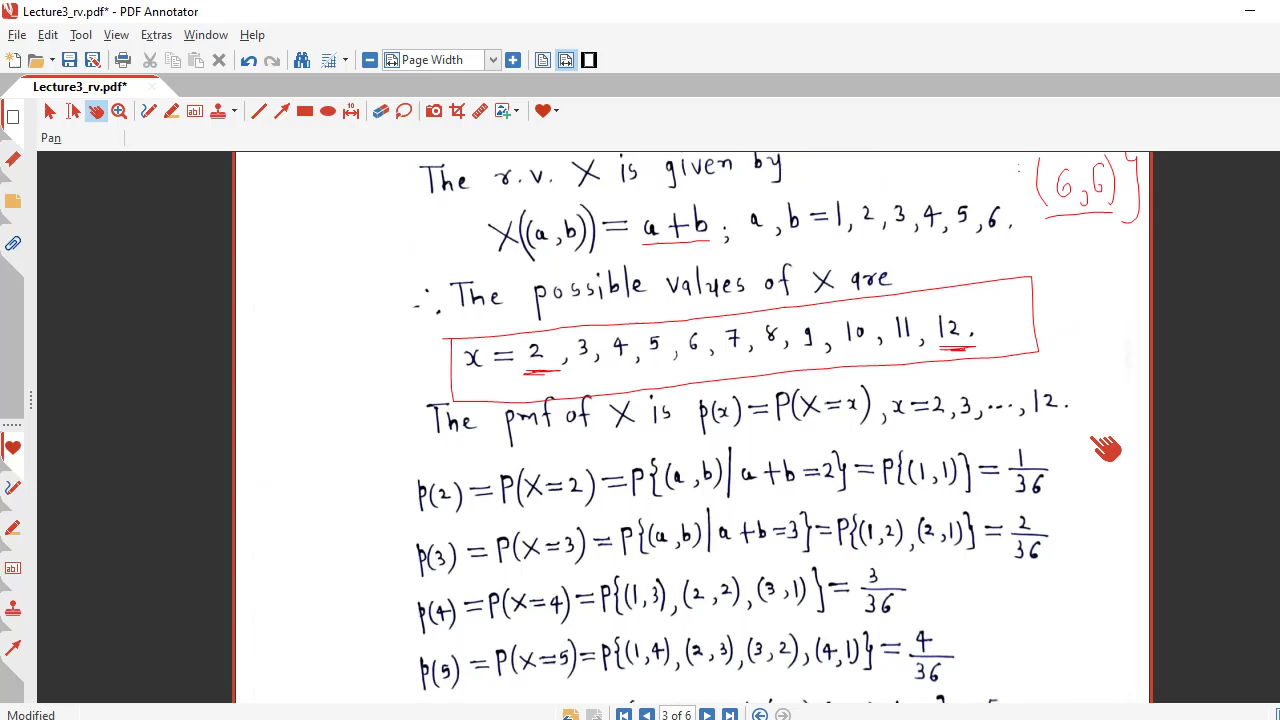 Lecture3_rv.pdf* - PDF Annotator
File Edit Tool View Extras Window Help
Page Width
Lecture3_rv.pdf*
Pan
The r.v. X is given by
(6,6)}
X((a,b)) = a+b; a, b = 1, 2, 3, 4, 5, 6.
∴ The possible values of X are
x = 2, 3, 4, 5, 6, 7, 8, 9, 10, 11, 12.
The pmf of X is p(x) = P(X=x), x=2,3,...,12.
p(2) = P(X=2) = P{(a,b)|a+b=2} = P{(1,1)} = 1/36
p(3) = P(X=3) = P{(a,b)|a+b=3} = P{(1,2),(2,1)} = 2/36
p(4) = P(X=4) = P{(1,3),(2,2),(3,1)} = 3/36
p(5) = P(X=5) = P{(1,4),(2,3),(3,2),(4,1)} = 4/36
Modified 3 of 6